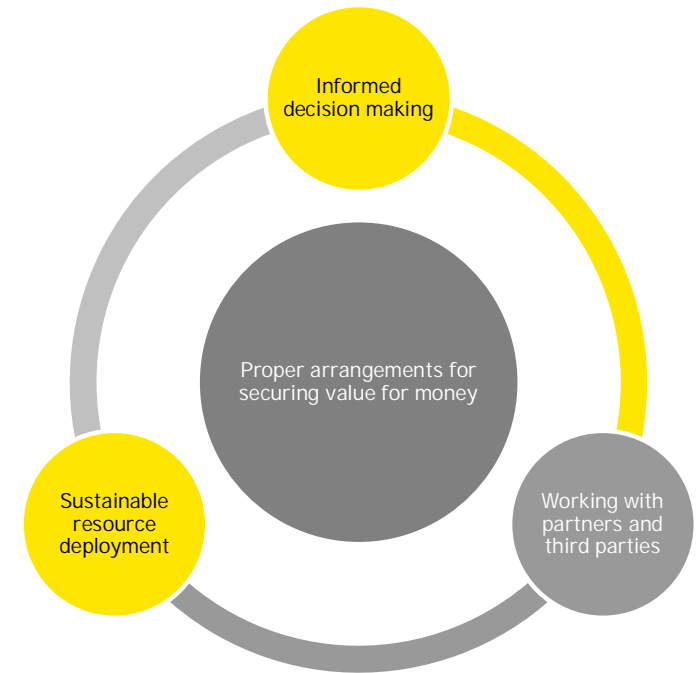 Informed
decision making
Proper arrangements for
securing value for money
Sustainable
resource
deployment
Working with
partners and
third parties